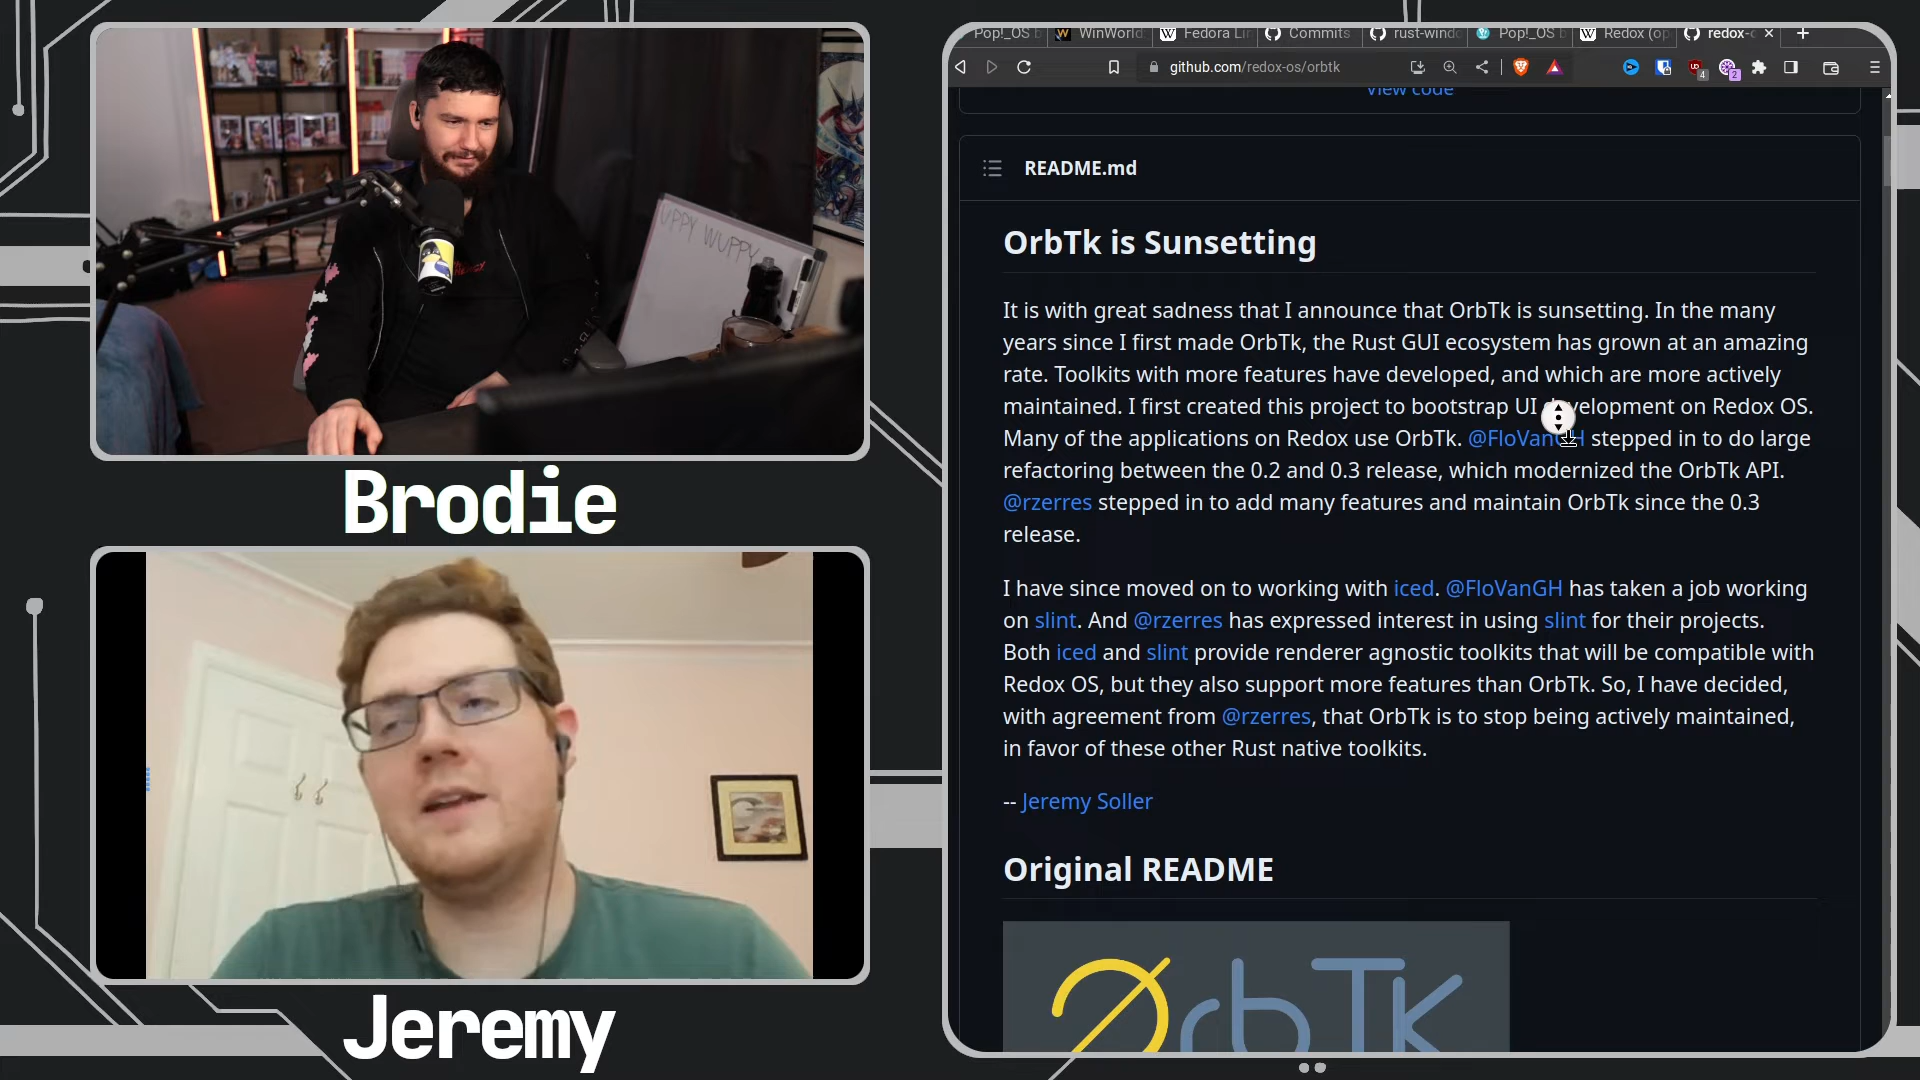 Pop!_OS b
WinWorld
Fedora Li
Commits
rust-wind
Pop!_OS b
Redox (op
redox-
github.com/redox-os/orbtk
4
2
View code
README.md
OrbTk is Sunsetting
It is with great sadness that I announce that OrbTk is sunsetting. In the many
years since I first made OrbTk, the Rust GUI ecosystem has grown at an amazing
rate. Toolkits with more features have developed, and which are more actively
maintained. I first created this project to bootstrap UI development on Redox OS.
Many of the applications on Redox use OrbTk. @FloVanGH stepped in to do large
refactoring between the 0.2 and 0.3 release, which modernized the OrbTk API.
@rzerres stepped in to add many features and maintain OrbTk since the 0.3
release.
I have since moved on to working with iced. @FloVanGH has taken a job working
on slint. And @rzerres has expressed interest in using slint for their projects.
Both iced and slint provide renderer agnostic toolkits that will be compatible with
Redox OS, but they also support more features than OrbTk. So, I have decided,
with agreement from @rzerres, that OrbTk is to stop being actively maintained,
in favor of these other Rust native toolkits.
-- Jeremy Soller
Original README
OrbTk
UPPY WUPPY
Brodie
Jeremy